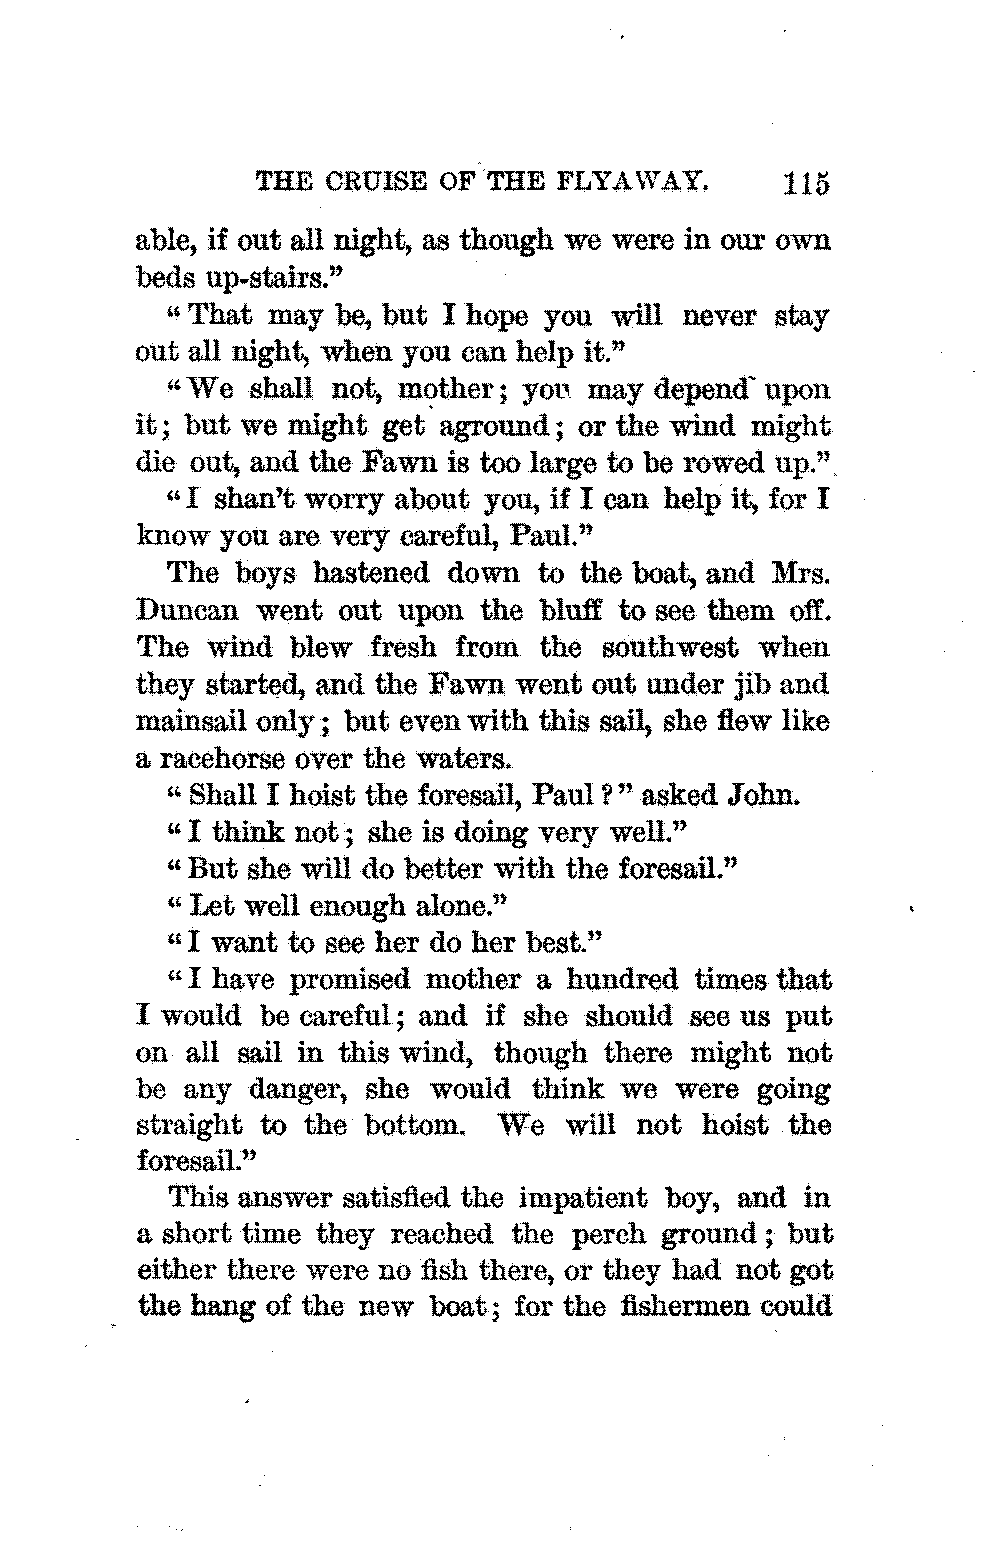 THE CRUISE OF THE FLYAWAY. 115
able, if out all night, as though we were in our own
beds up-stairs."
"That may be, but I hope you will never stay
out all night, when you can help it."
"We shall not, mother; you may depend upon
it; but we might get aground; or the wind might
die out, and the Fawn is too large to be rowed up."
"I shan't worry about you, if I can help it, for I
know you are very careful, Paul."
The boys hastened down to the boat, and Mrs.
Duncan went out upon the bluff to see them off.
The wind blew fresh from the southwest when
they started, and the Fawn went out under jib and
mainsail only; but even with this sail, she flew like
a racehorse over the waters.
"Shall I hoist the foresail, Paul?" asked John.
"I think not; she is doing very well."
"But she will do better with the foresail."
"Let well enough alone."
"I want to see her do her best."
"I have promised mother a hundred times that
I would be careful; and if she should see us put
on all sail in this wind, though there might not
be any danger, she would think we were going
straight to the bottom. We will not hoist the
foresail."
This answer satisfied the impatient boy, and in
a short time they reached the perch ground; but
either there were no fish there, or they had not got
the hang of the new boat; for the fishermen could